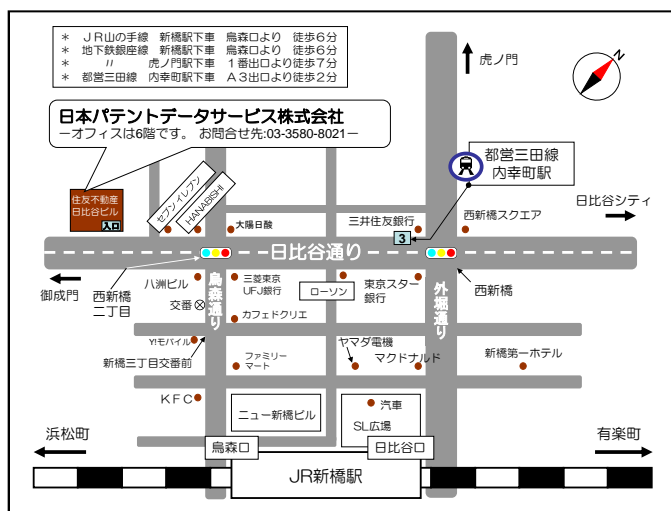 * JR山の手線 新橋駅下車 烏森口より 徒歩6分
* 地下鉄銀座線 新橋駅下車 烏森口より 徒歩6分
* 〃 虎ノ門駅下車 1番出口より徒歩7分
* 都営三田線 内幸町駅下車 A3出口より徒歩2分
虎ノ門
N
日本パテントデータサービス株式会社
−オフィスは6階です。 お問合せ先:03-3580-8021−
都営三田線
内幸町駅
住友不動産
日比谷ビル
入口
セブンイレブン
HANABISHI
大陽日酸
三井住友銀行
3
西新橋スクエア
日比谷シティ
日比谷通り
御成門
西新橋
二丁目
八洲ビル
三菱東京
UFJ銀行
ローソン
東京スター
銀行
西新橋
烏森通り
外堀通り
交番
カフェドクリエ
Y!モバイル
新橋三丁目交番前
ファミリー
マート
ヤマダ電機
マクドナルド
新橋第一ホテル
KFC
ニュー新橋ビル
汽車
SL広場
浜松町
烏森口
日比谷口
有楽町
JR新橋駅